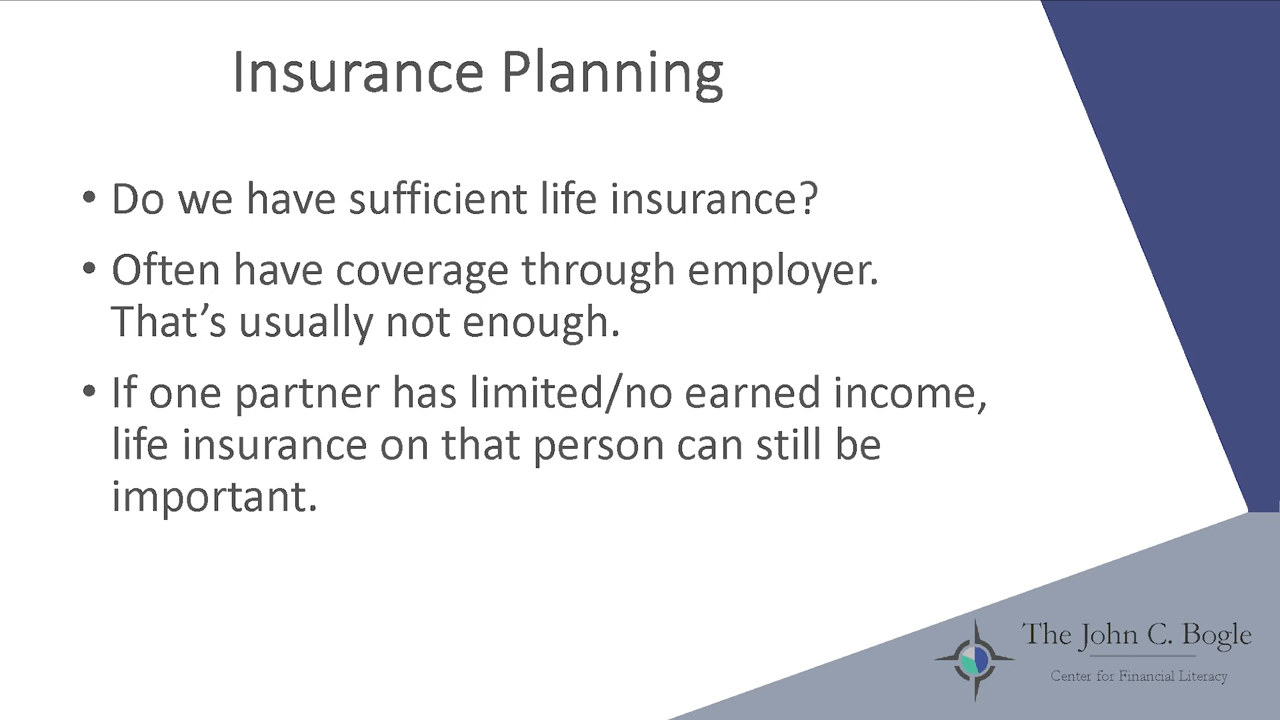 Insurance Planning
• Do we have sufficient life insurance?
• Often have coverage through employer.
That’s usually not enough.
• If one partner has limited/no earned income,
life insurance on that person can still be
important.
The John C. Bogle
Center for Financial Literacy